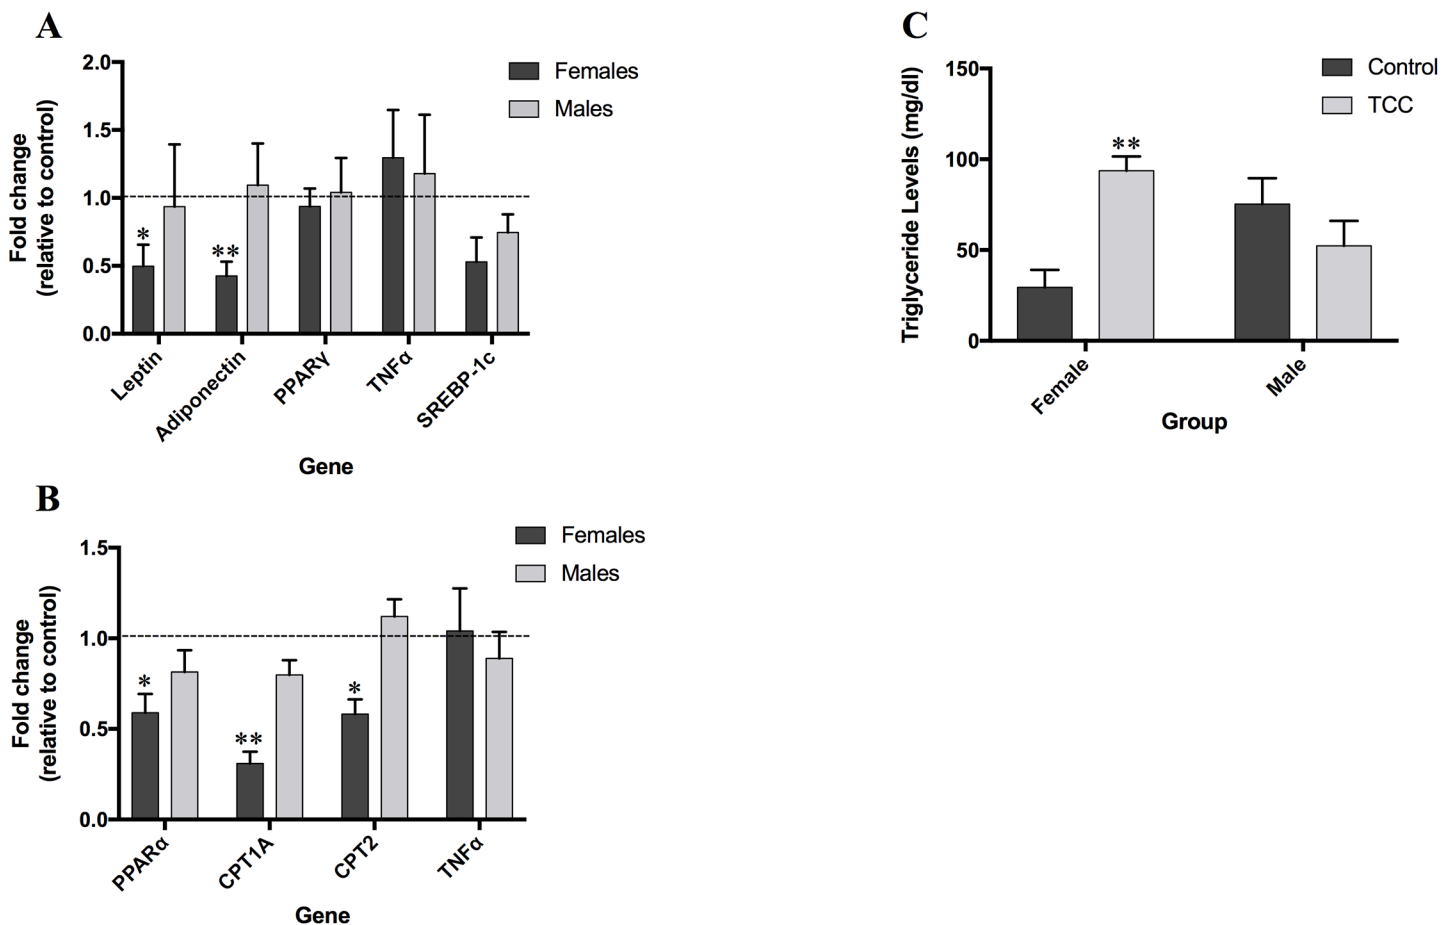 A
Females
Males
Fold change
(relative to control)
2.0
1.5
1.0
0.5
0.0
*
**
Leptin
Adiponectin
PPARγ
TNFα
SREBP-1c
Gene
B
Females
Males
Fold change
(relative to control)
1.5
1.0
0.5
0.0
*
**
*
PPARα
CPT1A
CPT2
TNFα
Gene
C
Control
TCC
Triglyceride Levels (mg/dl)
150
100
50
0
**
Female
Male
Group